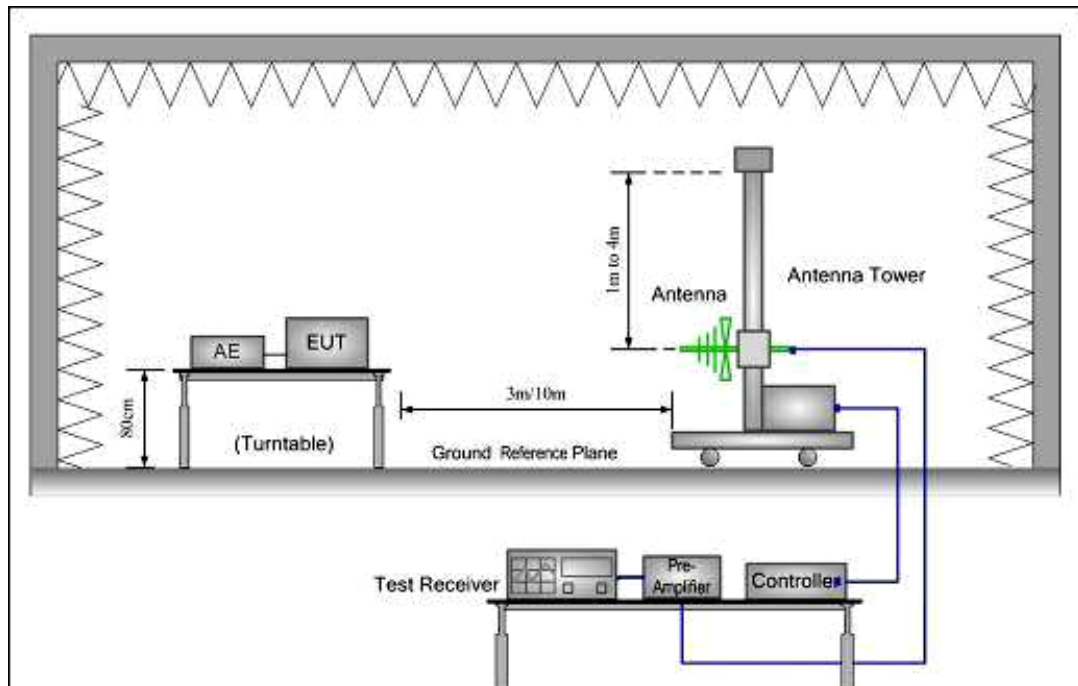 1m to 4m
Antenna Tower
Antenna
AE
EUT
3m/10m
80cm
(Turntable)
Ground Reference Plane
Test Receiver
Pre-
Amplifier
Controller